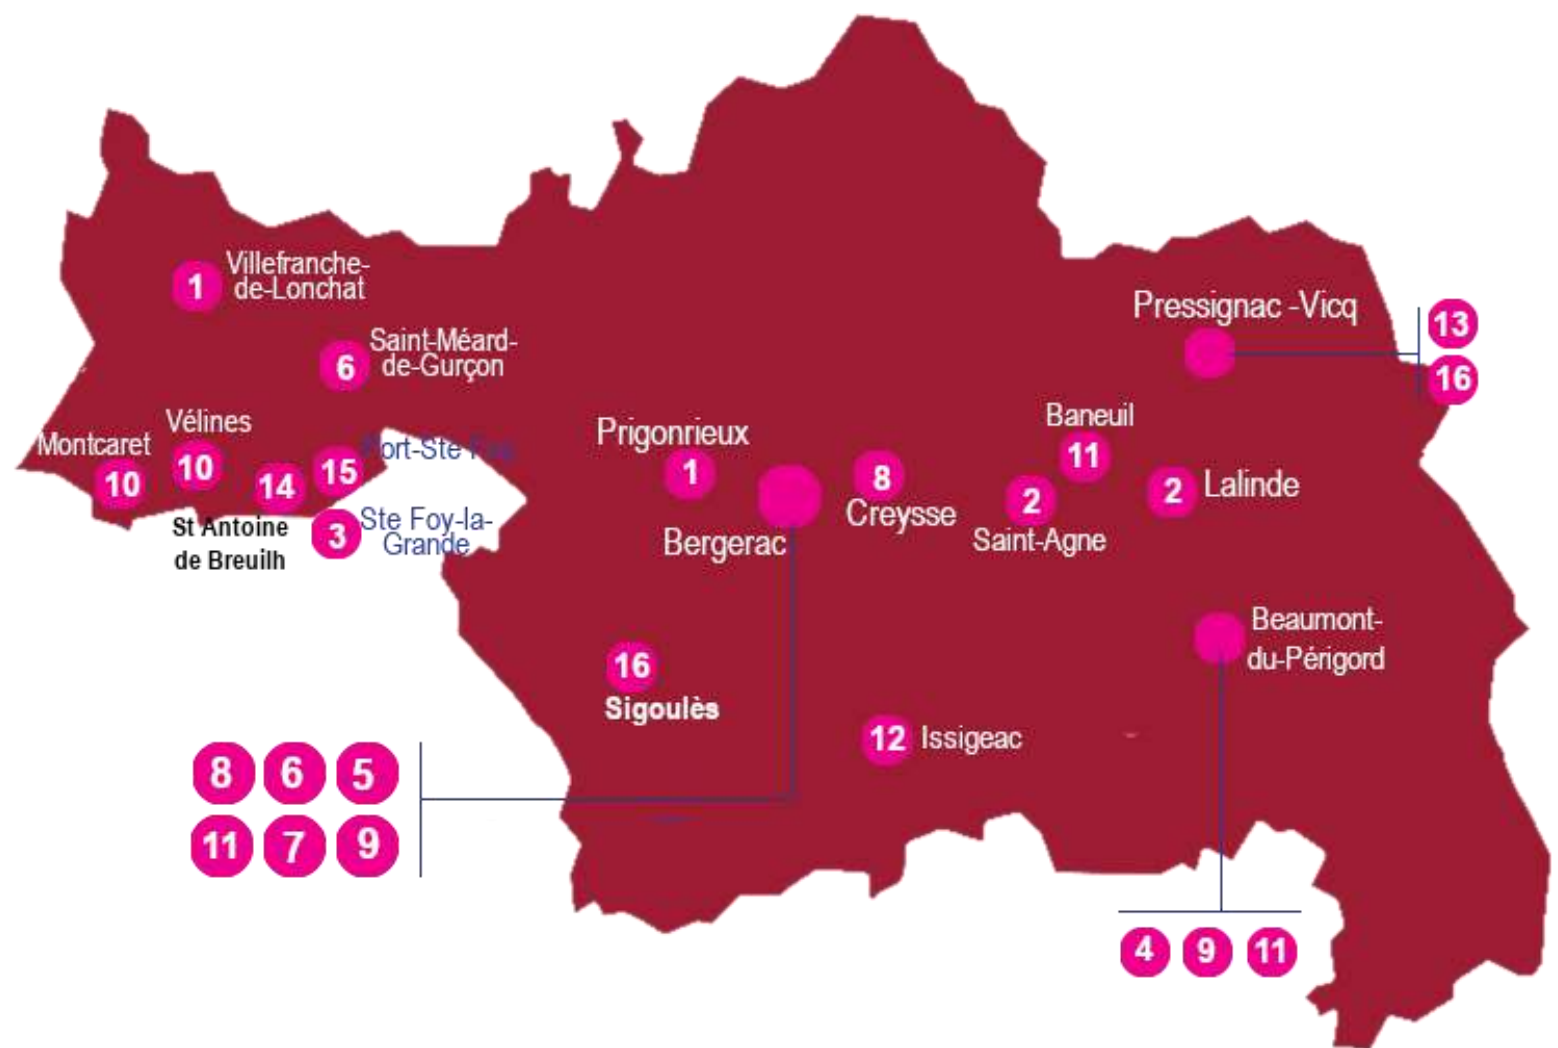 Villefranche-
de-Lonchat
1
Saint-Méard-
de-Gurçon
6
Pressignac -Vicq
13
16
Montcaret
10
Vélines
10
14
St Antoine
de Breuilh
15
Port-Ste Foy
3
Ste Foy-la-
Grande
Prigonrieux
1
Bergerac
8
Creysse
Baneuil
11
2
Saint-Agne
2
Lalinde
Beaumont-
du-Périgord
16
Sigoulès
12
Issigeac
8 6 5
11 7 9
4 9 11